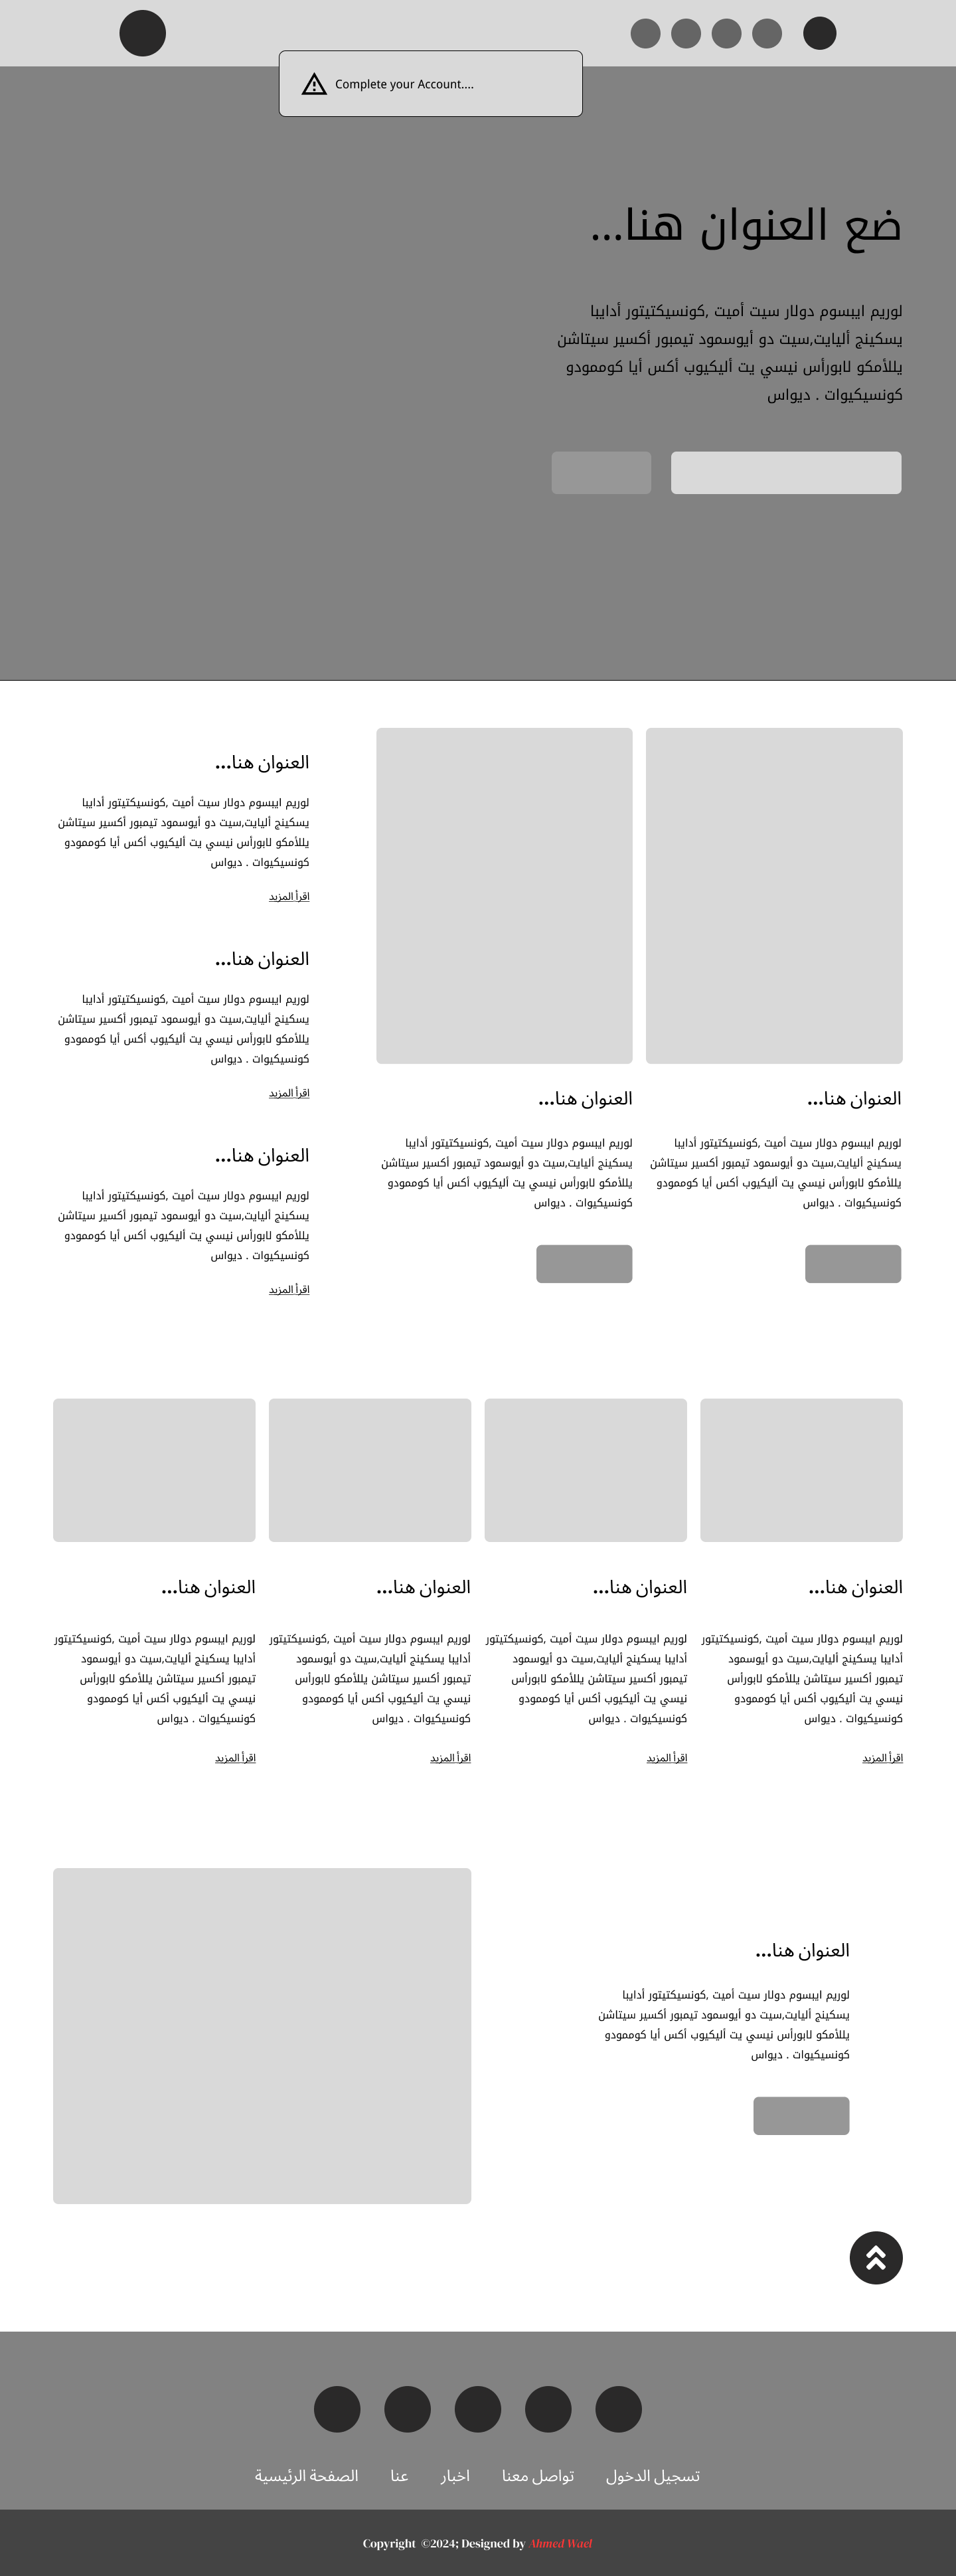 Complete your Account....
ضع العنوان هنا...
لوريم ايبسوم دولار سيت أميت ,كونسيكتيتور أدايبا
يسكينج أليايت,سيت دو أيوسمود تيمبور أكسير سيتاشن
يللأمكو لابورأس نيسي يت أليكيوب أكس أيا كوممودو
كونسيكيوات . ديواس
العنوان هنا...
لوريم ايبسوم دولار سيت أميت ,كونسيكتيتور أدايبا
يسكينج أليايت,سيت دو أيوسمود تيمبور أكسير سيتاشن
يللأمكو لابورأس نيسي يت أليكيوب أكس أيا كوممودو
كونسيكيوات . ديواس
العنوان هنا...
لوريم ايبسوم دولار سيت أميت ,كونسيكتيتور أدايبا
يسكينج أليايت,سيت دو أيوسمود تيمبور أكسير سيتاشن
يللأمكو لابورأس نيسي يت أليكيوب أكس أيا كوممودو
كونسيكيوات . ديواس
العنوان هنا...
لوريم ايبسوم دولار سيت أميت ,كونسيكتيتور أدايبا
يسكينج أليايت,سيت دو أيوسمود تيمبور أكسير سيتاشن
يللأمكو لابورأس نيسي يت أليكيوب أكس أيا كوممودو
كونسيكيوات . ديواس
اقرأ المزيد
العنوان هنا...
لوريم ايبسوم دولار سيت أميت ,كونسيكتيتور أدايبا
يسكينج أليايت,سيت دو أيوسمود تيمبور أكسير سيتاشن
يللأمكو لابورأس نيسي يت أليكيوب أكس أيا كوممودو
كونسيكيوات . ديواس
اقرأ المزيد
العنوان هنا...
لوريم ايبسوم دولار سيت أميت ,كونسيكتيتور أدايبا
يسكينج أليايت,سيت دو أيوسمود تيمبور أكسير سيتاشن
يللأمكو لابورأس نيسي يت أليكيوب أكس أيا كوممودو
كونسيكيوات . ديواس
اقرأ المزيد
العنوان هنا...
لوريم ايبسوم دولار سيت أميت ,كونسيكتيتور
أدايبا يسكينج أليايت,سيت دو أيوسمود
تيمبور أكسير سيتاشن يللأمكو لابورأس
نيسي يت أليكيوب أكس أيا كوممودو
كونسيكيوات . ديواس
اقرأ المزيد
العنوان هنا...
لوريم ايبسوم دولار سيت أميت ,كونسيكتيتور
أدايبا يسكينج أليايت,سيت دو أيوسمود
تيمبور أكسير سيتاشن يللأمكو لابورأس
نيسي يت أليكيوب أكس أيا كوممودو
كونسيكيوات . ديواس
اقرأ المزيد
العنوان هنا...
لوريم ايبسوم دولار سيت أميت ,كونسيكتيتور
أدايبا يسكينج أليايت,سيت دو أيوسمود
تيمبور أكسير سيتاشن يللأمكو لابورأس
نيسي يت أليكيوب أكس أيا كوممودو
كونسيكيوات . ديواس
اقرأ المزيد
العنوان هنا...
لوريم ايبسوم دولار سيت أميت ,كونسيكتيتور
أدايبا يسكينج أليايت,سيت دو أيوسمود
تيمبور أكسير سيتاشن يللأمكو لابورأس
نيسي يت أليكيوب أكس أيا كوممودو
كونسيكيوات . ديواس
اقرأ المزيد
العنوان هنا...
لوريم ايبسوم دولار سيت أميت ,كونسيكتيتور أدايبا
يسكينج أليايت,سيت دو أيوسمود تيمبور أكسير سيتاشن
يللأمكو لابورأس نيسي يت أليكيوب أكس أيا كوممودو
كونسيكيوات . ديواس
تسجيل الدخول تواصل معنا اخبار عنا الصفحة الرئيسية
Copyright ©2024; Designed by Ahmed Wael